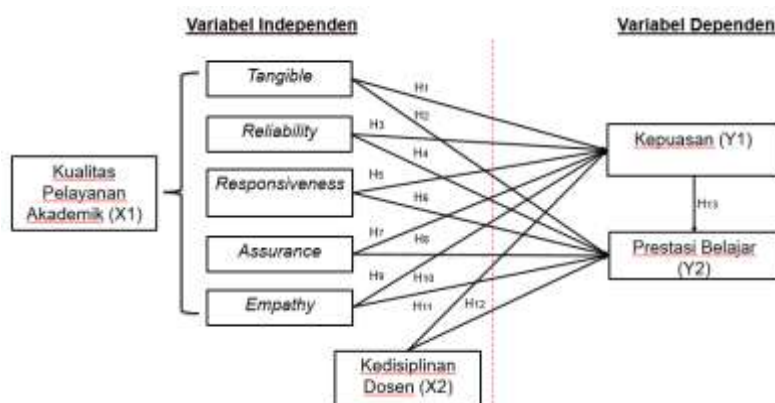 Variabel Independen
Variabel Dependen
Tangible
Reliability
Responsiveness
Assurance
Empathy
Kualitas
Pelayanan
Akademik (X1)
H1
H2
H3
H4
H5
H6
H7
H8
H9
H10
H11
H12
Kepuasan (Y1)
H13
Prestasi Belajar
(Y2)
Kedisiplinan
Dosen (X2)